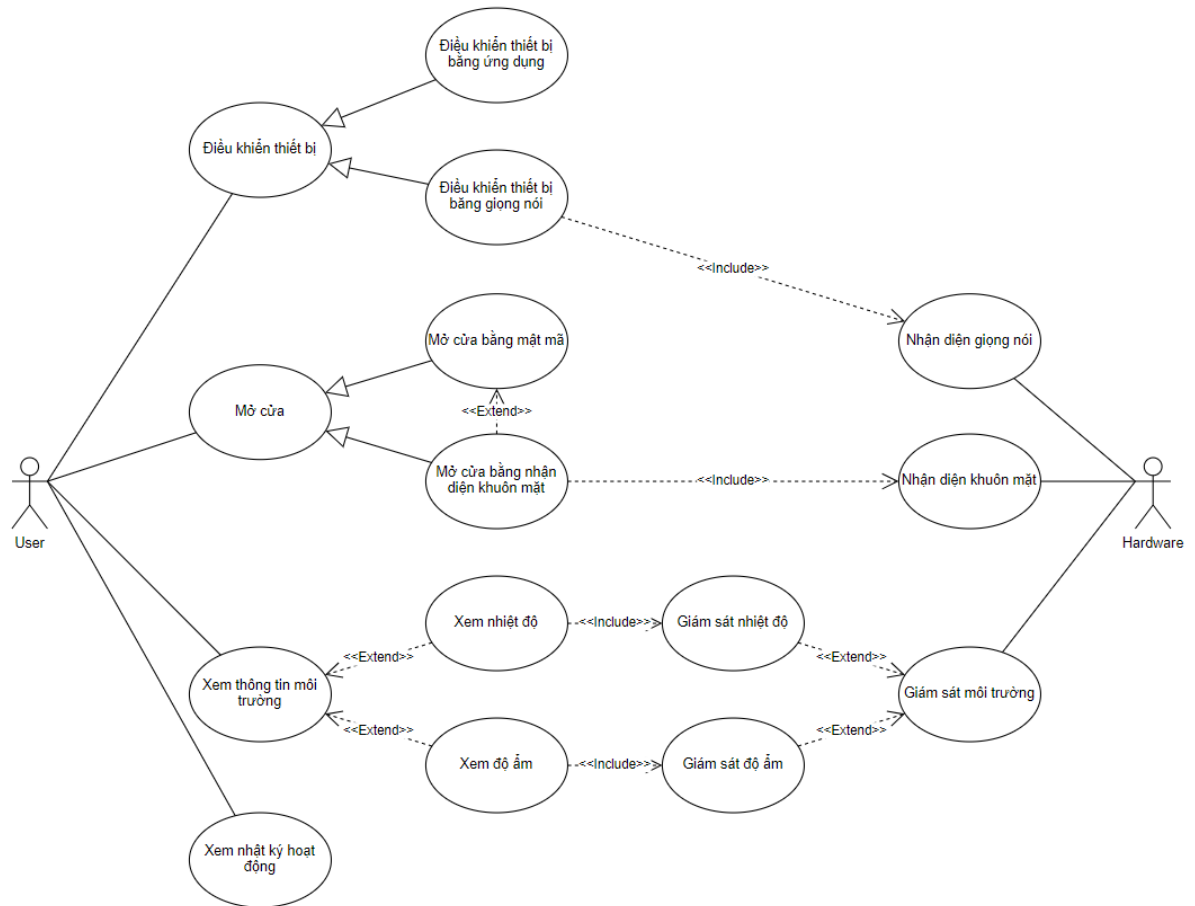 Điều khiển thiết bị
bằng ứng dụng
Điều khiển thiết bị
Điều khiển thiết bị
băng giọng nói
<<Include>>
Mở cửa bằng mật mã
Nhận diện giọng nói
Mở cửa
<<Extend>>
Mở cửa bằng nhận
diện khuôn mặt
<<Include>>
Nhận diện khuôn mặt
User
Hardware
Xem nhiệt độ
<<Include>>
Giám sát nhiệt độ
<<Extend>>
<<Extend>>
Xem thông tin môi
trường
Giám sát môi trường
<<Extend>>
<<Extend>>
Xem độ ẩm
<<Include>>
Giám sát độ ẩm
Xem nhật ký hoạt
động